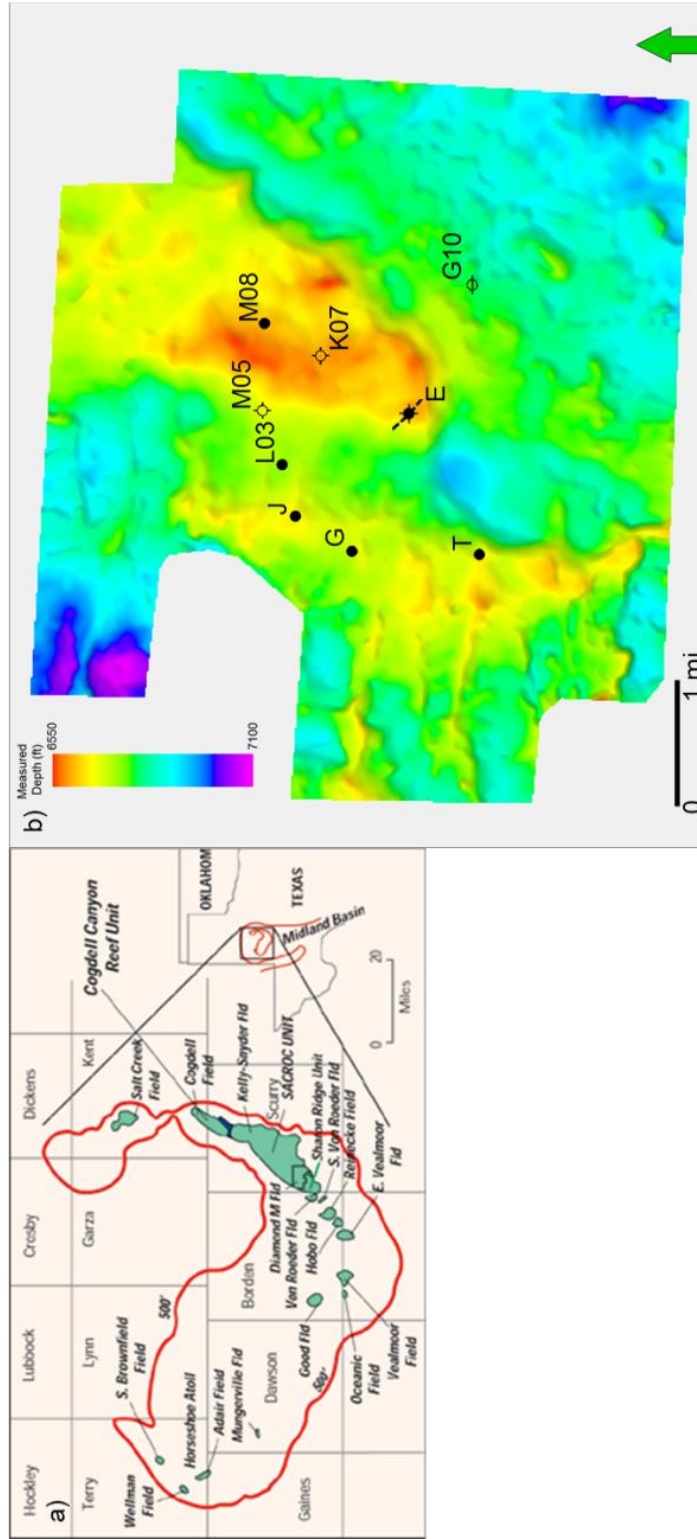 a)
Hockley
Lubbock
Crosby
Dickens
Terry
Lynn
Garza
Kent
S. Brownfield
Field
Wellman
Field
Horseshoe Atoll
Adair Field
Mungerville Fld
500'
Salt Creek
Field
Cogdell Canyon
Reef Unit
Cogdell
Field
Kelly-Snyder Fld
Scurry
SACROC UNIT
Sharon Ridge Unit
S. Von Roeder Fld
Reinecke Field
E. Vealmoor
Fld
Diamond M Fld
Von Roeder Fld
Hobo Fld
Borden
Good Fld
Dawson
500'
Gaines
Oceanic
Field
Vealmoor
Field
OKLAHOM
TEXAS
Midland Basin
0 20
Miles
b)
Measured
Depth (ft)
6550
7100
M08
M05
L03
K07
J
G
E
T
G10
0 1 mi